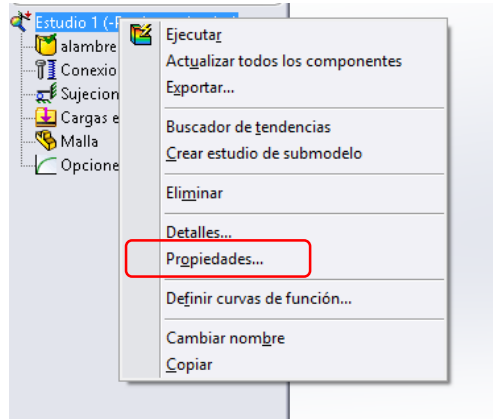 Estudio 1 (-P
alambre
Conexio
Sujecion
Cargas e
Malla
Opcione
Ejecutar
Actualizar todos los componentes
Exportar...
Buscador de tendencias
Crear estudio de submodelo
Eliminar
Detalles...
Propiedades...
Definir curvas de función...
Cambiar nombre
Copiar